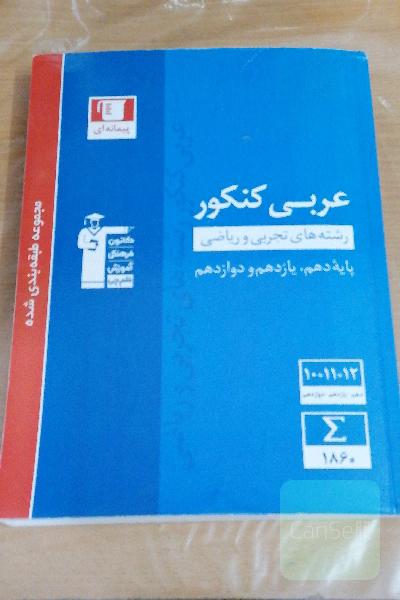 پیمانه‌ای
عربی کنکور
رشته‌های تجربی و ریاضی
پایهٔ دهم، یازدهم و دوازدهم
کانون
فرهنگی
آموزش
مجموعه طبقه‌بندی شده
۱۰-۱۱-۱۲
دهم-یازدهم-دوازدهم
Σ
۱۸۶۰
CanSell